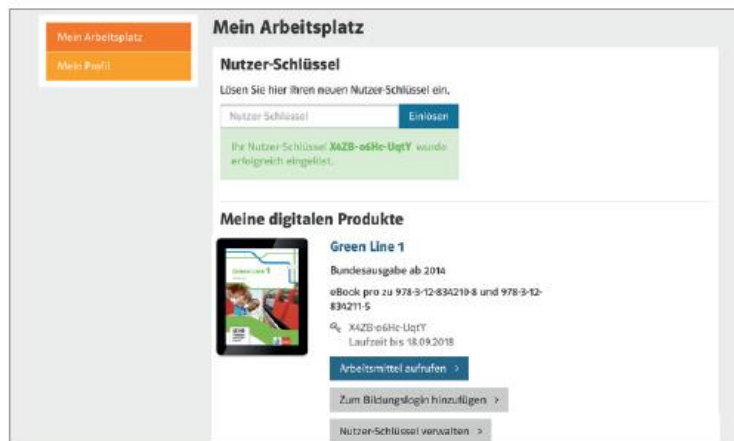 Mein Arbeitsplatz
Mein Profil
Mein Arbeitsplatz
Nutzer-Schlüssel
Lösen Sie hier Ihren neuen Nutzer-Schlüssel ein.
Nutzer-Schlüssel
Einlösen
Ihr Nutzer-Schlüssel X4ZB-o6Hc-UqtY wurde
erfolgreich eingelöst.
Meine digitalen Produkte
Green Line 1
Green Line 1
Bundesausgabe ab 2014
eBook pro zu 978-3-12-834210-8 und 978-3-12-
834211-5
X4ZB-o6Hc-UqtY
Laufzeit bis 18.09.2018
Arbeitsmittel aufrufen >
Zum Bildungslogin hinzufügen >
Nutzer-Schlüssel verwalten >